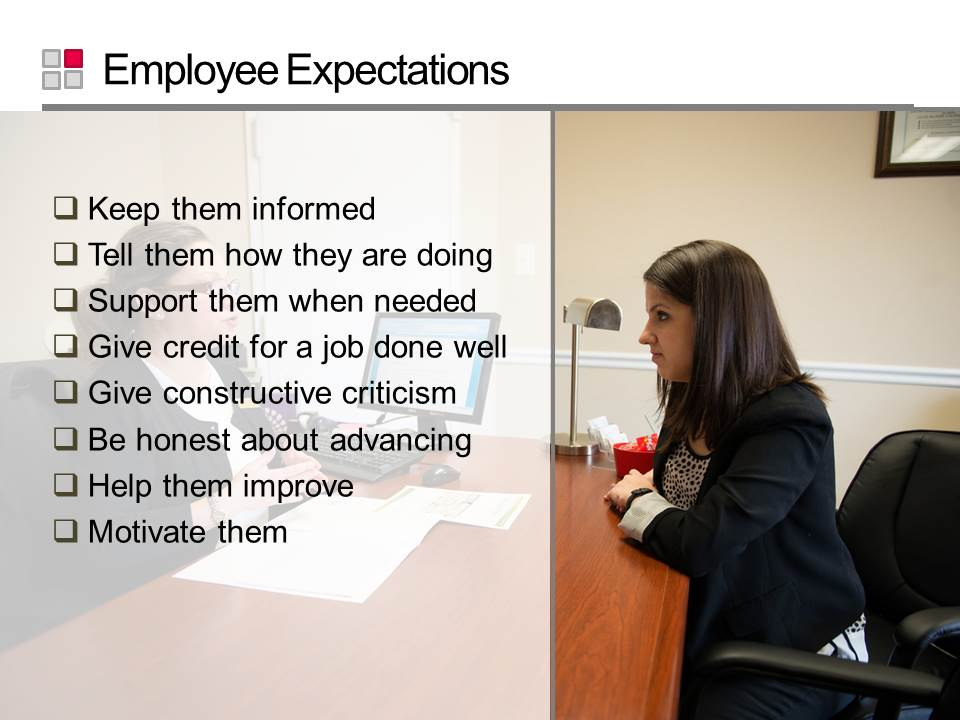 Employee Expectations
Keep them informed
Tell them how they are doing
Support them when needed
Give credit for a job done well
Give constructive criticism
Be honest about advancing
Help them improve
Motivate them